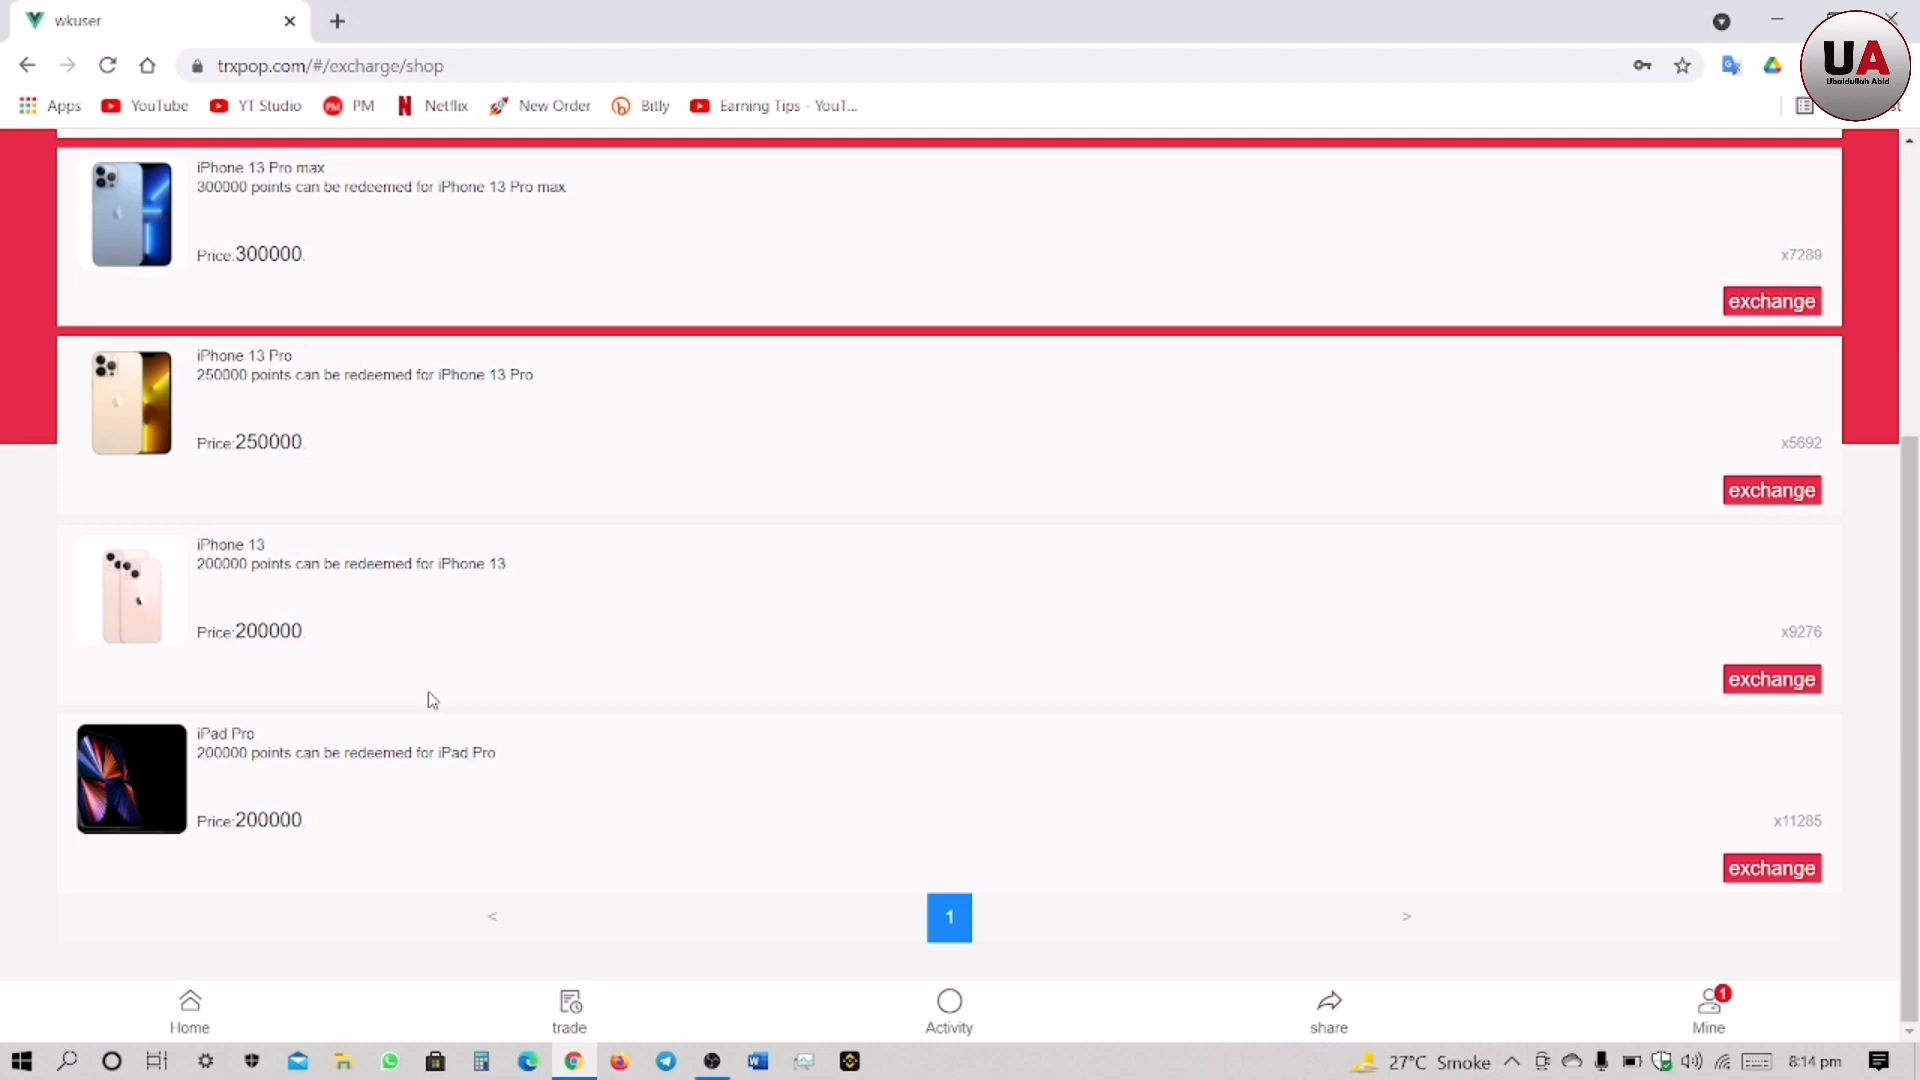 wkuser
trxpop.com/#/excharge/shop
UA
Ubaidullah Abid
Apps YouTube YT Studio PM Netflix New Order Bitly Earning Tips - YouT...
iPhone 13 Pro max
300000 points can be redeemed for iPhone 13 Pro max
Price:300000.
x7289
exchange
iPhone 13 Pro
250000 points can be redeemed for iPhone 13 Pro
Price:250000
x5692
exchange
iPhone 13
200000 points can be redeemed for iPhone 13
Price:200000.
x9276
exchange
iPad Pro
200000 points can be redeemed for iPad Pro
Price:200000.
x11285
exchange
< 1 >
1
Home trade Activity share Mine
27°C Smoke 8:14 pm